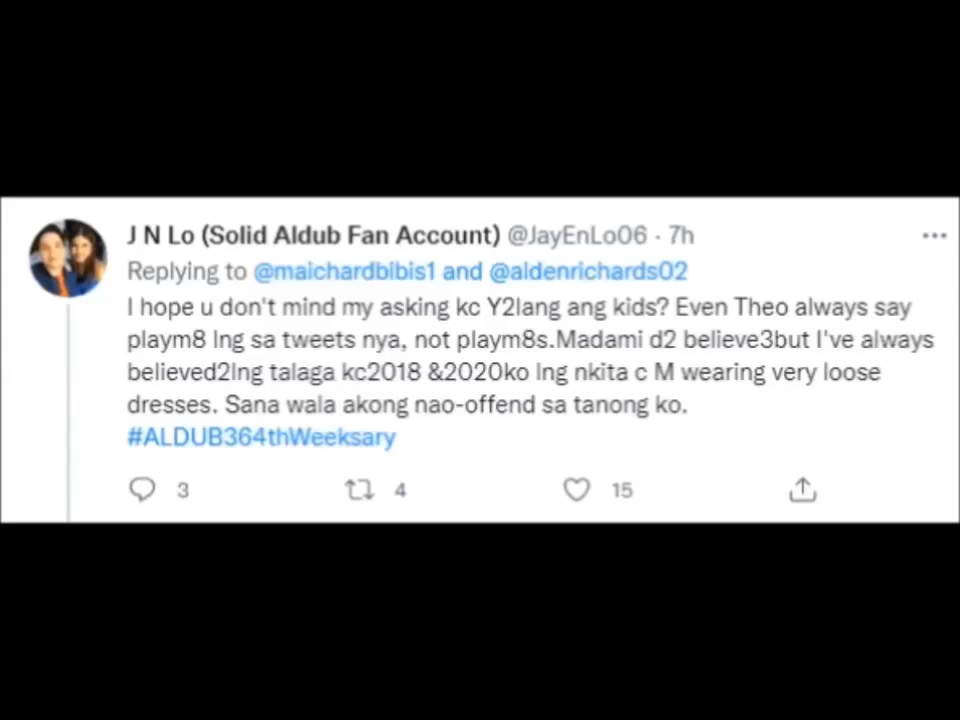 J N Lo (Solid Aldub Fan Account) @JayEnLo06 · 7h
Replying to @maichardbibis1 and @aldenrichards02
I hope u don't mind my asking kc Y2lang ang kids? Even Theo always say
playm8 lng sa tweets nya, not playm8s.Madami d2 believe3but I've always
believed2lng talaga kc2018 &2020ko lng nkita c M wearing very loose
dresses. Sana wala akong nao-offend sa tanong ko.
#ALDUB364thWeeksary
3 4 15